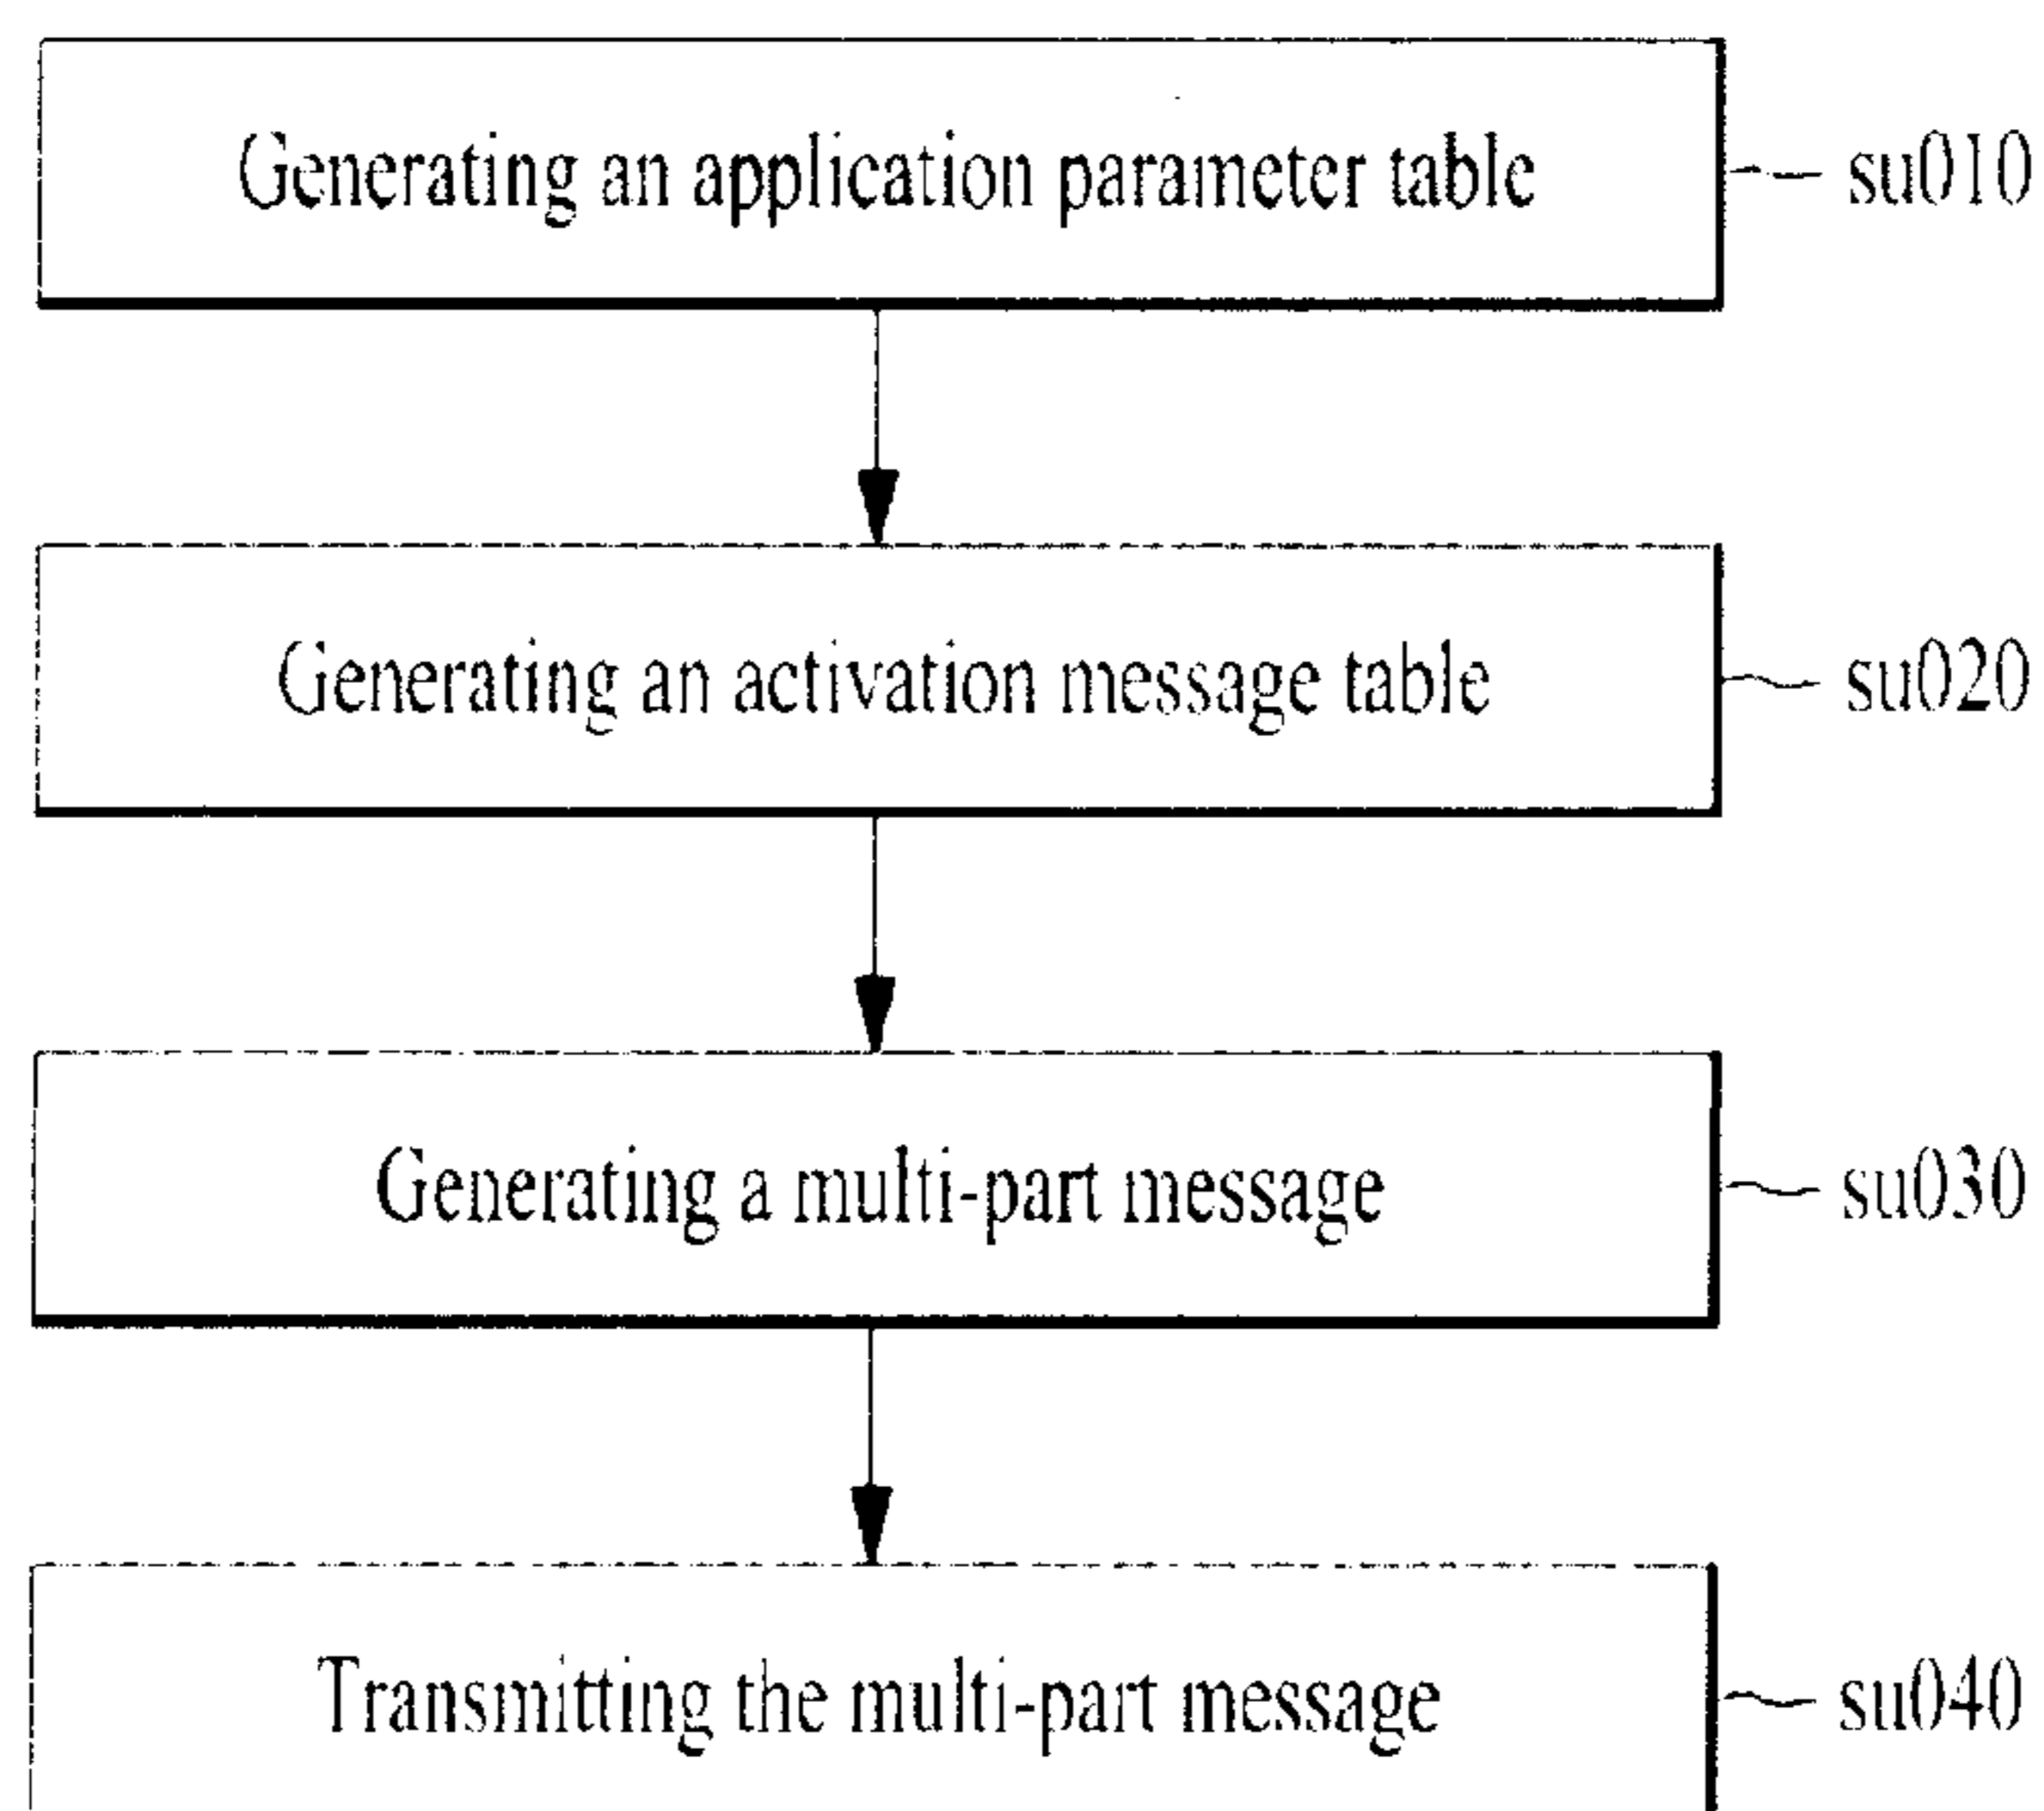 Generating an application parameter table su010
Generating an activation message table su020
Generating a multi-part message su030
Transmitting the multi-part message su040